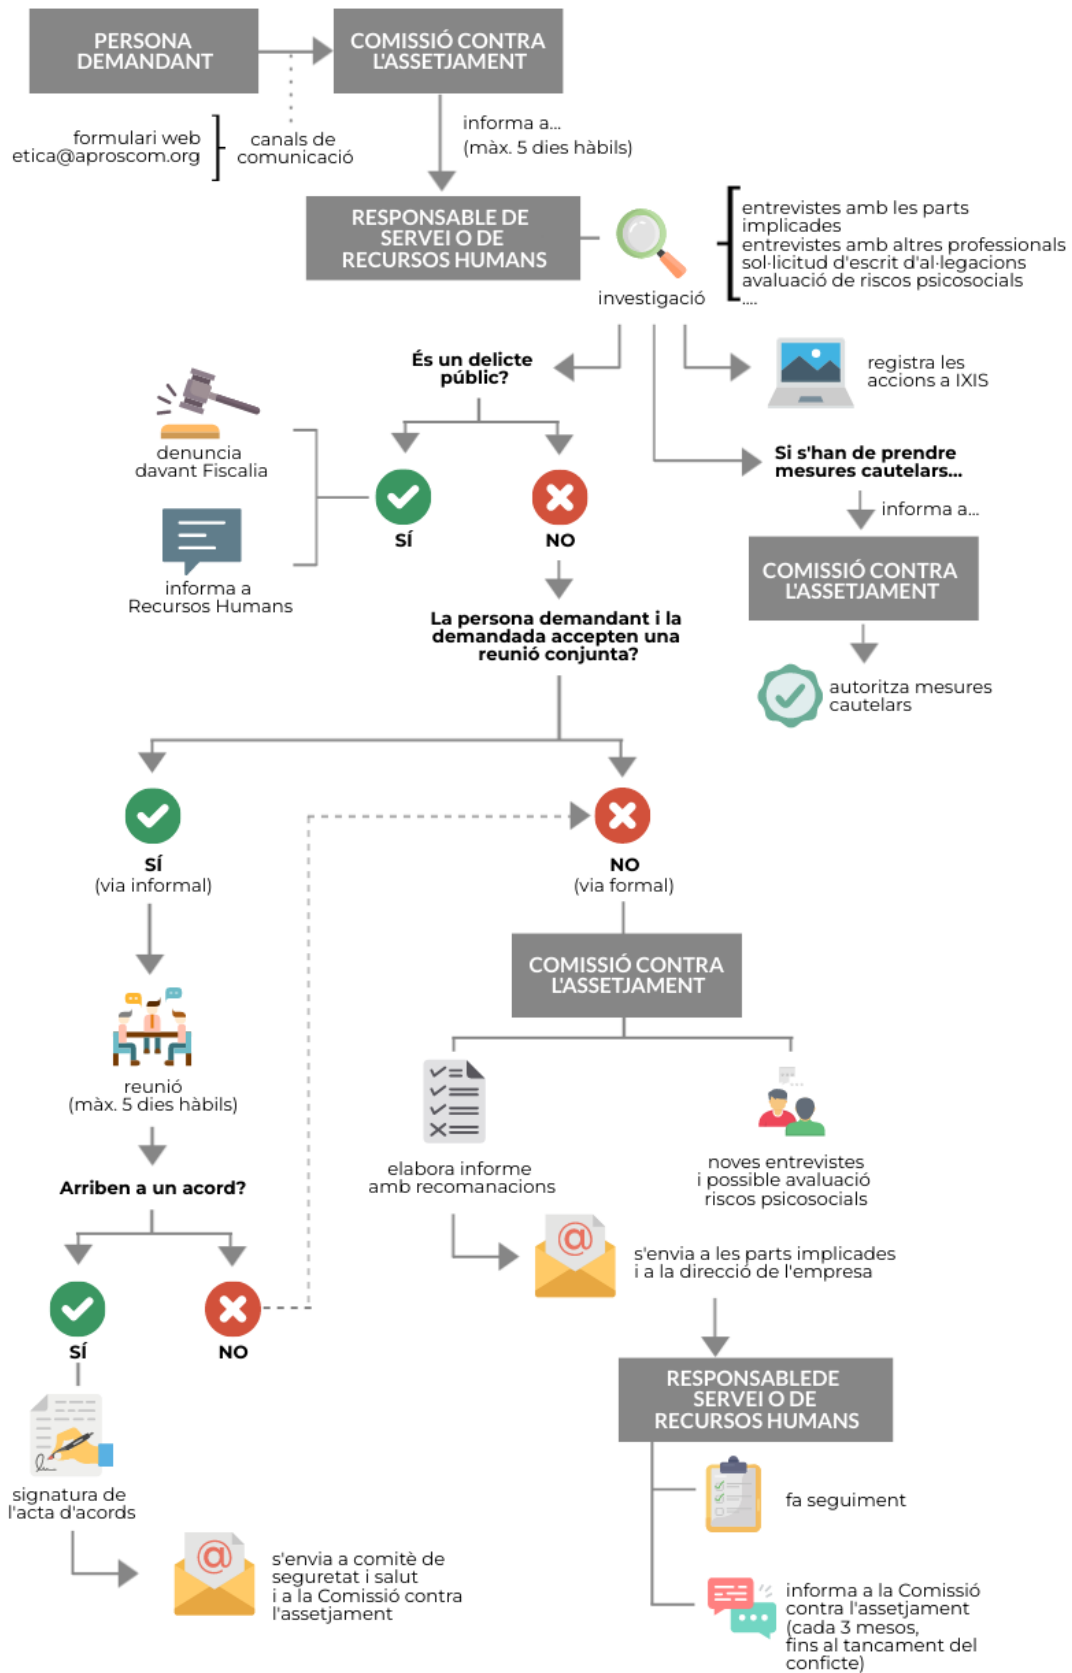 PERSONA
DEMANDANT
COMISSIÓ CONTRA
L'ASSETJAMENT
formulari web
etica@aproscom.org
canals de
comunicació
informa a...
(màx. 5 dies hàbils)
RESPONSABLE DE
SERVEI O DE
RECURSOS HUMANS
investigació
entrevistes amb les parts
implicades
entrevistes amb altres professionals
sol·licitud d'escrit d'al·legacions
avaluació de riscos psicosocials
....
És un delicte
públic?
registra les
accions a IXIS
denuncia
davant Fiscalia
informa a
Recursos Humans
SÍ
NO
Si s'han de prendre
mesures cautelars...
informa a...
COMISSIÓ CONTRA
L'ASSETJAMENT
autoritza mesures
cautelars
La persona demandant i la
demandada accepten una
reunió conjunta?
SÍ
(via informal)
NO
(via formal)
COMISSIÓ CONTRA
L'ASSETJAMENT
reunió
(màx. 5 dies hàbils)
Arriben a un acord?
SÍ
NO
elabora informe
amb recomanacions
noves entrevistes
i possible avaluació
riscos psicosocials
@
s'envia a les parts implicades
i a la direcció de l'empresa
RESPONSABLEDE
SERVEI O DE
RECURSOS HUMANS
signatura de
l'acta d'acords
@
s'envia a comitè de
seguretat i salut
i a la Comissió contra
l'assetjament
fa seguiment
informa a la Comissió
contra l'assetjament
(cada 3 mesos,
fins al tancament del
conficte)